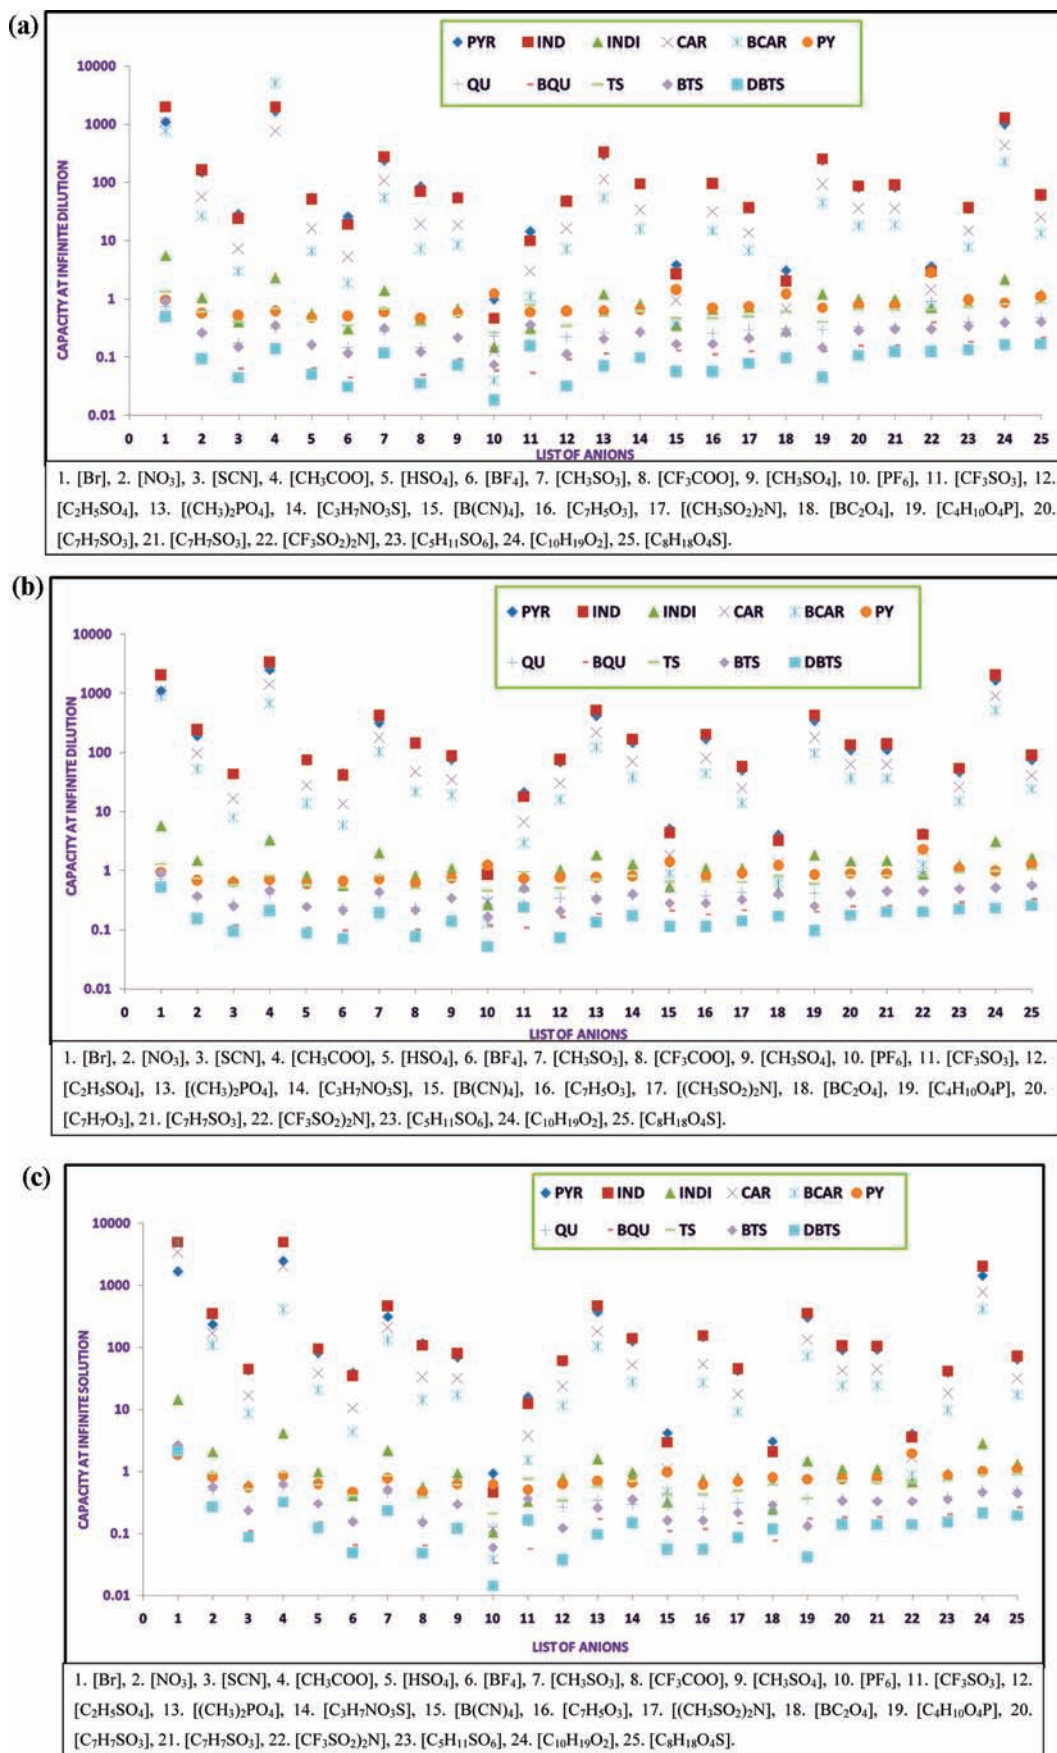 (a)
PYR IND INDI CAR BCAR PY
QU BQU TS BTS DBTS
CAPACITY AT INFINITE DILUTION
10000
1000
100
10
1
0.1
0.01
0 1 2 3 4 5 6 7 8 9 10 11 12 13 14 15 16 17 18 19 20 21 22 23 24 25
LIST OF ANIONS
1. [Br], 2. [NO3], 3. [SCN], 4. [CH3COO], 5. [HSO4], 6. [BF4], 7. [CH3SO3], 8. [CF3COO], 9. [CH3SO4], 10. [PF6], 11. [CF3SO3], 12.
[C2H5SO4], 13. [(CH3)2PO4], 14. [C3H7NO3S], 15. [B(CN)4], 16. [C7H5O3], 17. [(CH3SO2)2N], 18. [BC2O4], 19. [C4H10O4P], 20.
[C7H7SO3], 21. [C7H7SO3], 22. [CF3SO2)2N], 23. [C5H11SO6], 24. [C10H19O2], 25. [C8H18O4S].
(b)
PYR IND INDI CAR BCAR PY
QU BQU TS BTS DBTS
CAPACITY AT INFINITE DILUTION
10000
1000
100
10
1
0.1
0.01
0 1 2 3 4 5 6 7 8 9 10 11 12 13 14 15 16 17 18 19 20 21 22 23 24 25
LIST OF ANIONS
1. [Br], 2. [NO3], 3. [SCN], 4. [CH3COO], 5. [HSO4], 6. [BF4], 7. [CH3SO3], 8. [CF3COO], 9. [CH3SO4], 10. [PF6], 11. [CF3SO3], 12.
[C2H5SO4], 13. [(CH3)2PO4], 14. [C3H7NO3S], 15. [B(CN)4], 16. [C7H5O3], 17. [(CH3SO2)2N], 18. [BC2O4], 19. [C4H10O4P], 20.
[C7H7O3], 21. [C7H7SO3], 22. [CF3SO2)2N], 23. [C5H11SO6], 24. [C10H19O2], 25. [C8H18O4S].
(c)
PYR IND INDI CAR BCAR PY
QU BQU TS BTS DBTS
CAPACITY AT INFINITE SOLUTION
10000
1000
100
10
1
0.1
0.01
0 1 2 3 4 5 6 7 8 9 10 11 12 13 14 15 16 17 18 19 20 21 22 23 24 25
LIST OF ANIONS
1. [Br], 2. [NO3], 3. [SCN], 4. [CH3COO], 5. [HSO4], 6. [BF4], 7. [CH3SO3], 8. [CF3COO], 9. [CH3SO4], 10. [PF6], 11. [CF3SO3], 12.
[C2H5SO4], 13. [(CH3)2PO4], 14. [C3H7NO3S], 15. [B(CN)4], 16. [C7H5O3], 17. [(CH3SO2)2N], 18. [BC2O4], 19. [C4H10O4P], 20.
[C7H7SO3], 21. [C7H7SO3], 22. [CF3SO2)2N], 23. [C5H11SO6], 24. [C10H19O2], 25. [C8H18O4S].